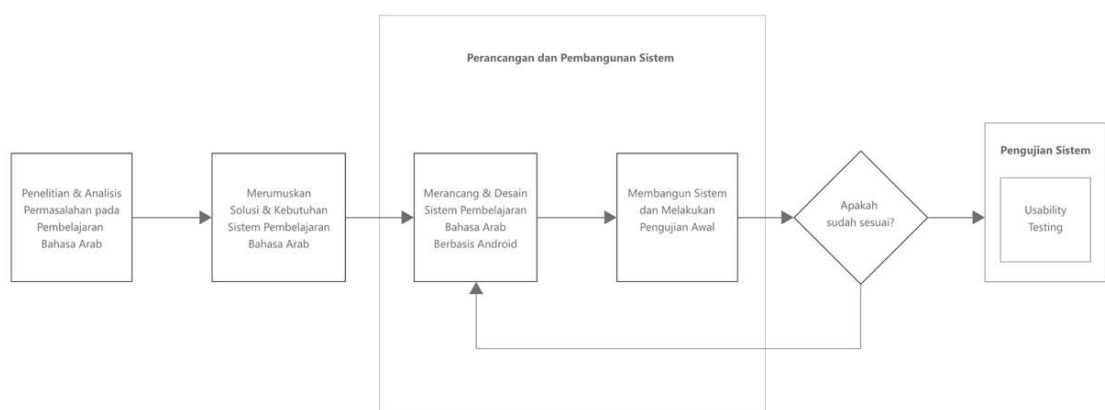 Perancangan dan Pembangunan Sistem
Penelitian & Analisis
Permasalahan pada
Pembelajaran
Bahasa Arab
Merumuskan
Solusi & Kebutuhan
Sistem Pembelajaran
Bahasa Arab
Merancang & Desain
Sistem Pembelajaran
Bahasa Arab
Berbasis Android
Membangun Sistem
dan Melakukan
Pengujian Awal
Apakah
sudah sesuai?
Pengujian Sistem
Usability
Testing